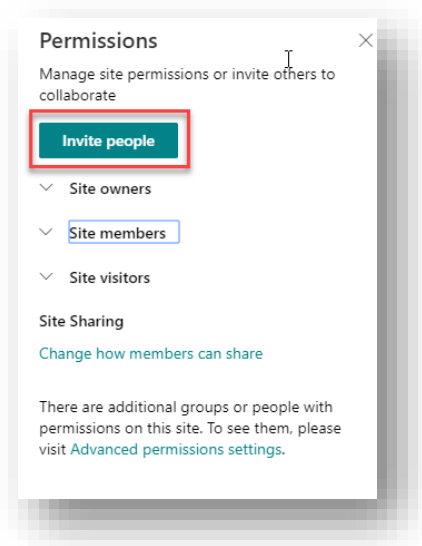 Permissions
Manage site permissions or invite others to
collaborate
Invite people
Site owners
Site members
Site visitors
Site Sharing
Change how members can share
There are additional groups or people with
permissions on this site. To see them, please
visit Advanced permissions settings.